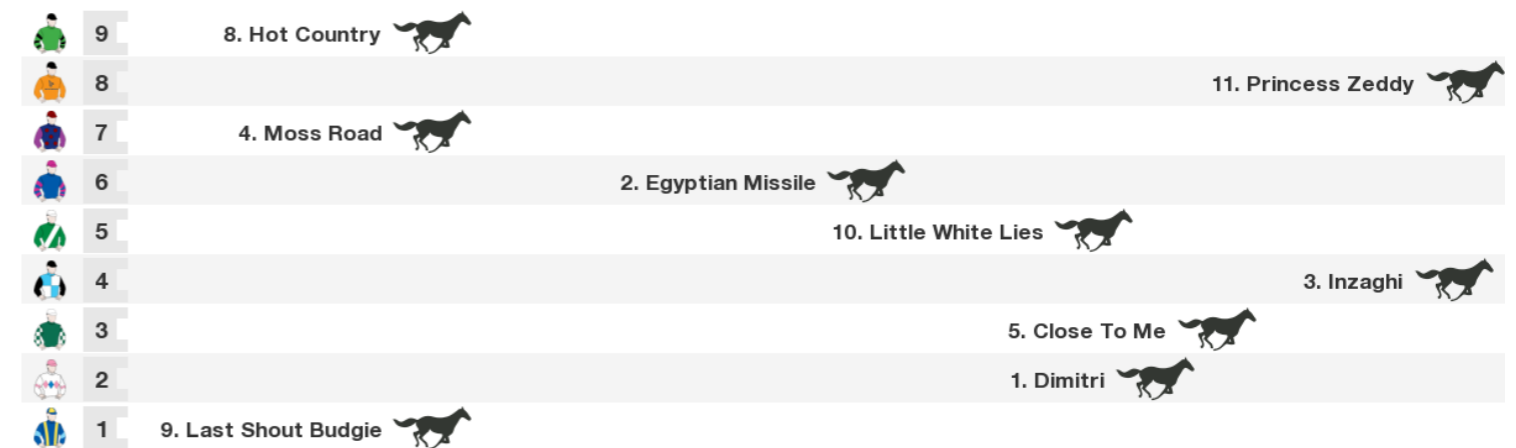 9 8. Hot Country
8 11. Princess Zeddy
7 4. Moss Road
6 2. Egyptian Missile
5 10. Little White Lies
4 3. Inzaghi
3 5. Close To Me
2 1. Dimitri
1 9. Last Shout Budgie